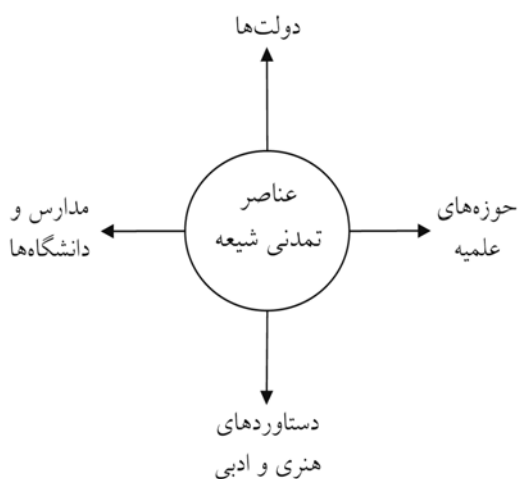 دولت‌ها
عناصر
تمدنی شیعه
حوزه‌های
علمیه
مدارس و
دانشگاه‌ها
دستاوردهای
هنری و ادبی